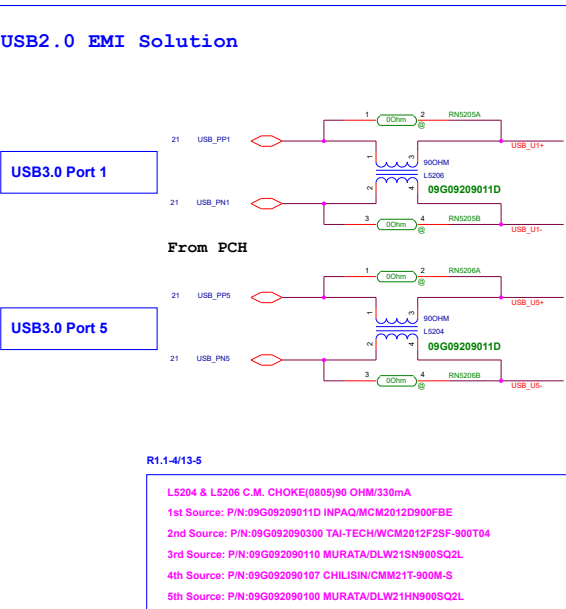 USB2.0 EMI Solution
1 0Ohm 2 RN5205A
@
21 USB_PP1
USB_U1+
1 3
90OHM
USB3.0 Port 1
L5206
2 4
09G09209011D
21 USB_PN1
3 0Ohm 4 RN5205B
@
USB_U1-
From PCH
1 0Ohm 2 RN5206A
@
21 USB_PP5
USB_U5+
1 3
90OHM
USB3.0 Port 5
L5204
2 4
09G09209011D
21 USB_PN5
3 0Ohm 4 RN5206B
@
USB_U5-
R1.1-4/13-5
L5204 & L5206 C.M. CHOKE(0805)90 OHM/330mA
1st Source: P/N:09G09209011D INPAQ/MCM2012D900FBE
2nd Source: P/N:09G092090300 TAI-TECH/WCM2012F2SF-900T04
3rd Source: P/N:09G092090110 MURATA/DLW21SN900SQ2L
4th Source: P/N:09G092090107 CHILISIN/CMM21T-900M-S
5th Source: P/N:09G092090100 MURATA/DLW21HN900SQ2L